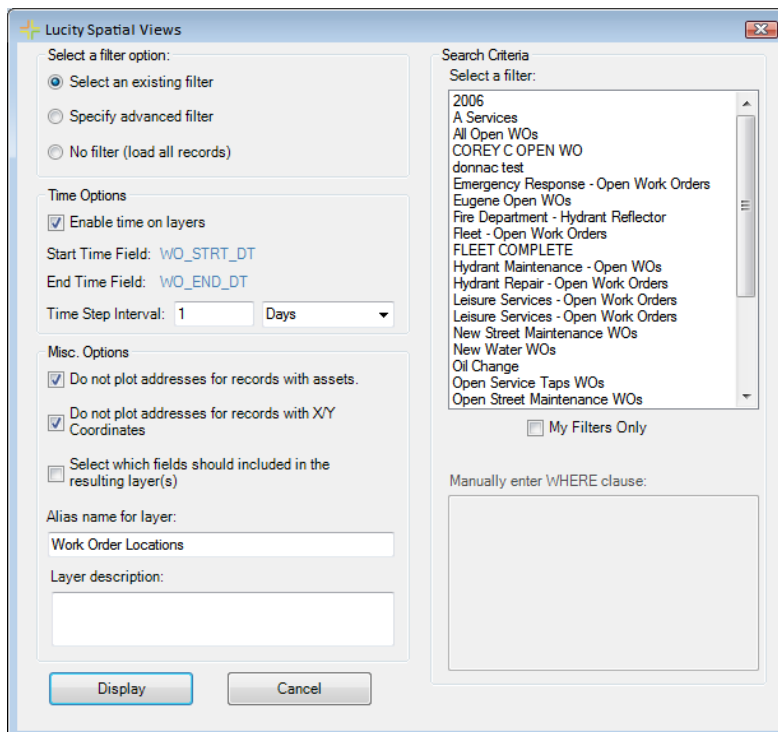 Lucity Spatial Views
Select a filter option:
Select an existing filter
Specify advanced filter
No filter (load all records)
Time Options
Enable time on layers
Start Time Field: WO_STRT_DT
End Time Field: WO_END_DT
Time Step Interval: 1 Days
Misc. Options
Do not plot addresses for records with assets.
Do not plot addresses for records with X/Y
Coordinates
Select which fields should included in the
resulting layer(s)
Alias name for layer:
Work Order Locations
Layer description:
Display
Cancel
Search Criteria
Select a filter:
2006
A Services
All Open WOs
COREY C OPEN WO
donnac test
Emergency Response - Open Work Orders
Eugene Open WOs
Fire Department - Hydrant Reflector
Fleet - Open Work Orders
FLEET COMPLETE
Hydrant Maintenance - Open WOs
Hydrant Repair - Open Work Orders
Leisure Services - Open Work Orders
Leisure Services - Open Work Orders
New Street Maintenance WOs
New Water WOs
Oil Change
Open Service Taps WOs
Open Street Maintenance WOs
My Filters Only
Manually enter WHERE clause: